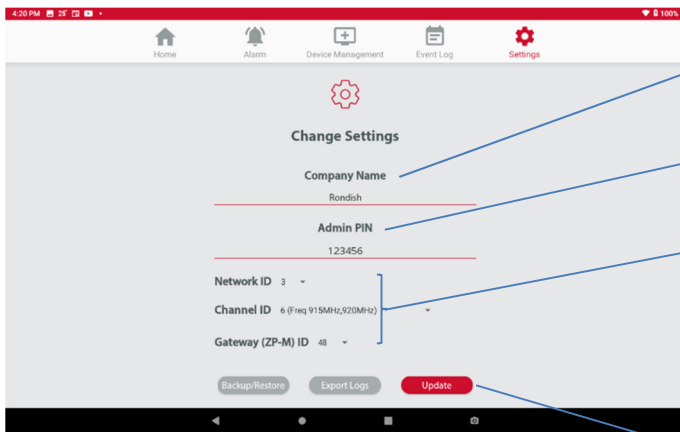 4:20 PM 25° 100%
Home Alarm Device Management Event Log Settings
Change Settings
Company Name
Rondish
Admin PIN
123456
Network ID 3
Channel ID 6 (Freq 915MHz,920MHz)
Gateway (ZP-M) ID 48
Backup/Restore Export Logs Update